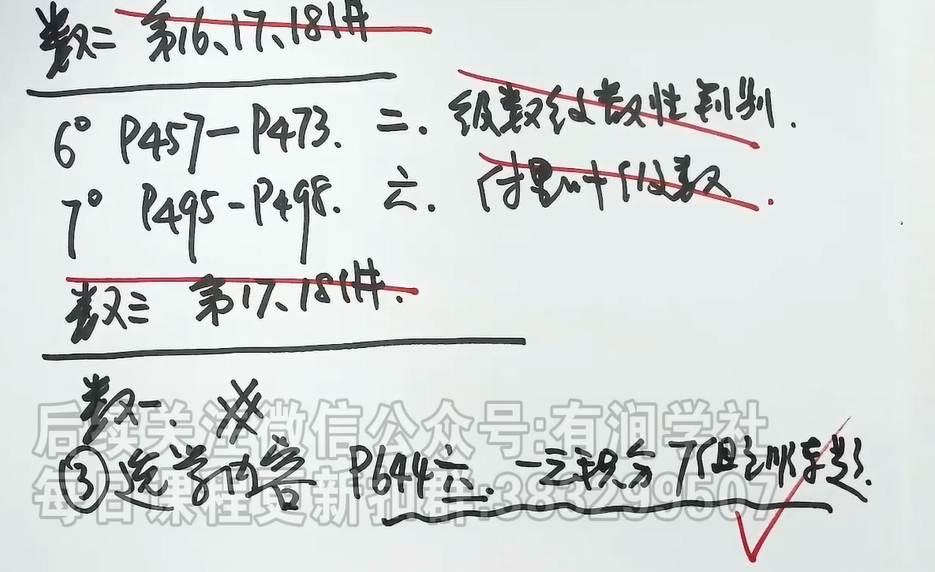 数二 第16、17、18讲
6° P457-P473. 二. 级数敛散性判别.
7° P495-P498. 六. 傅里叶级数.
数三 第17、18讲.
数一: ※
后续关注微信公众号:有润学社
③ 选学内容 P644六. 一元积分不等式难题.
每日课程更新扣群:383299507